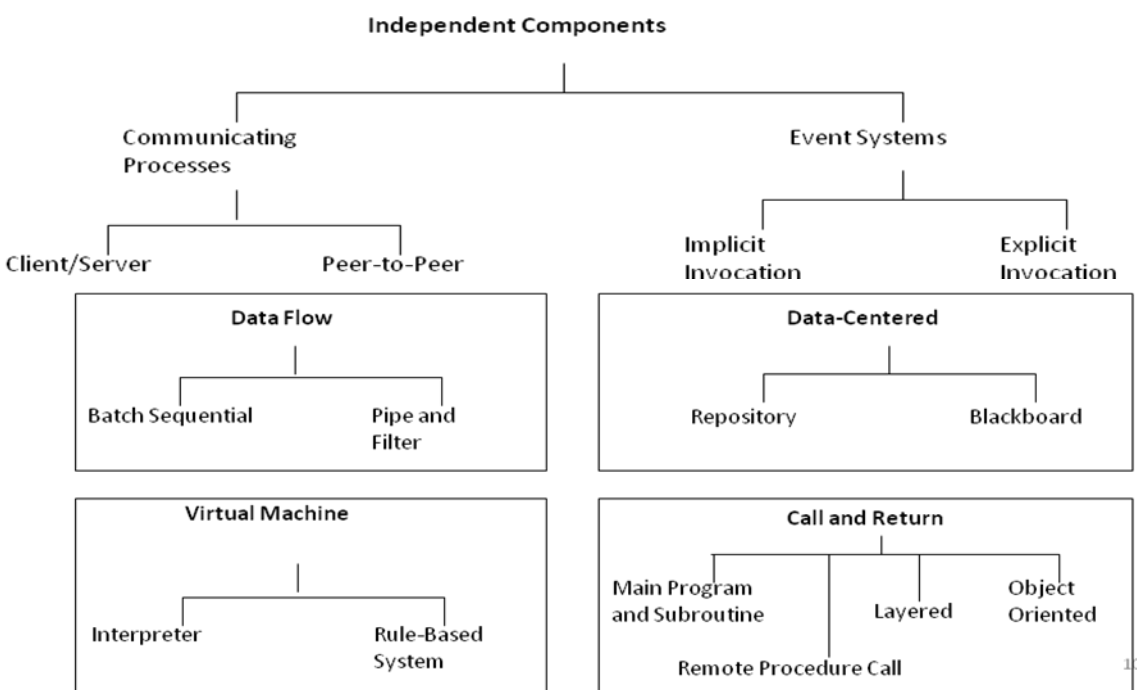 Independent Components
Communicating
Processes
Event Systems
Client/Server
Peer-to-Peer
Implicit
Invocation
Explicit
Invocation
Data Flow
Batch Sequential
Pipe and
Filter
Data-Centered
Repository
Blackboard
Virtual Machine
Interpreter
Rule-Based
System
Call and Return
Main Program
and Subroutine
Remote Procedure Call
Layered
Object
Oriented